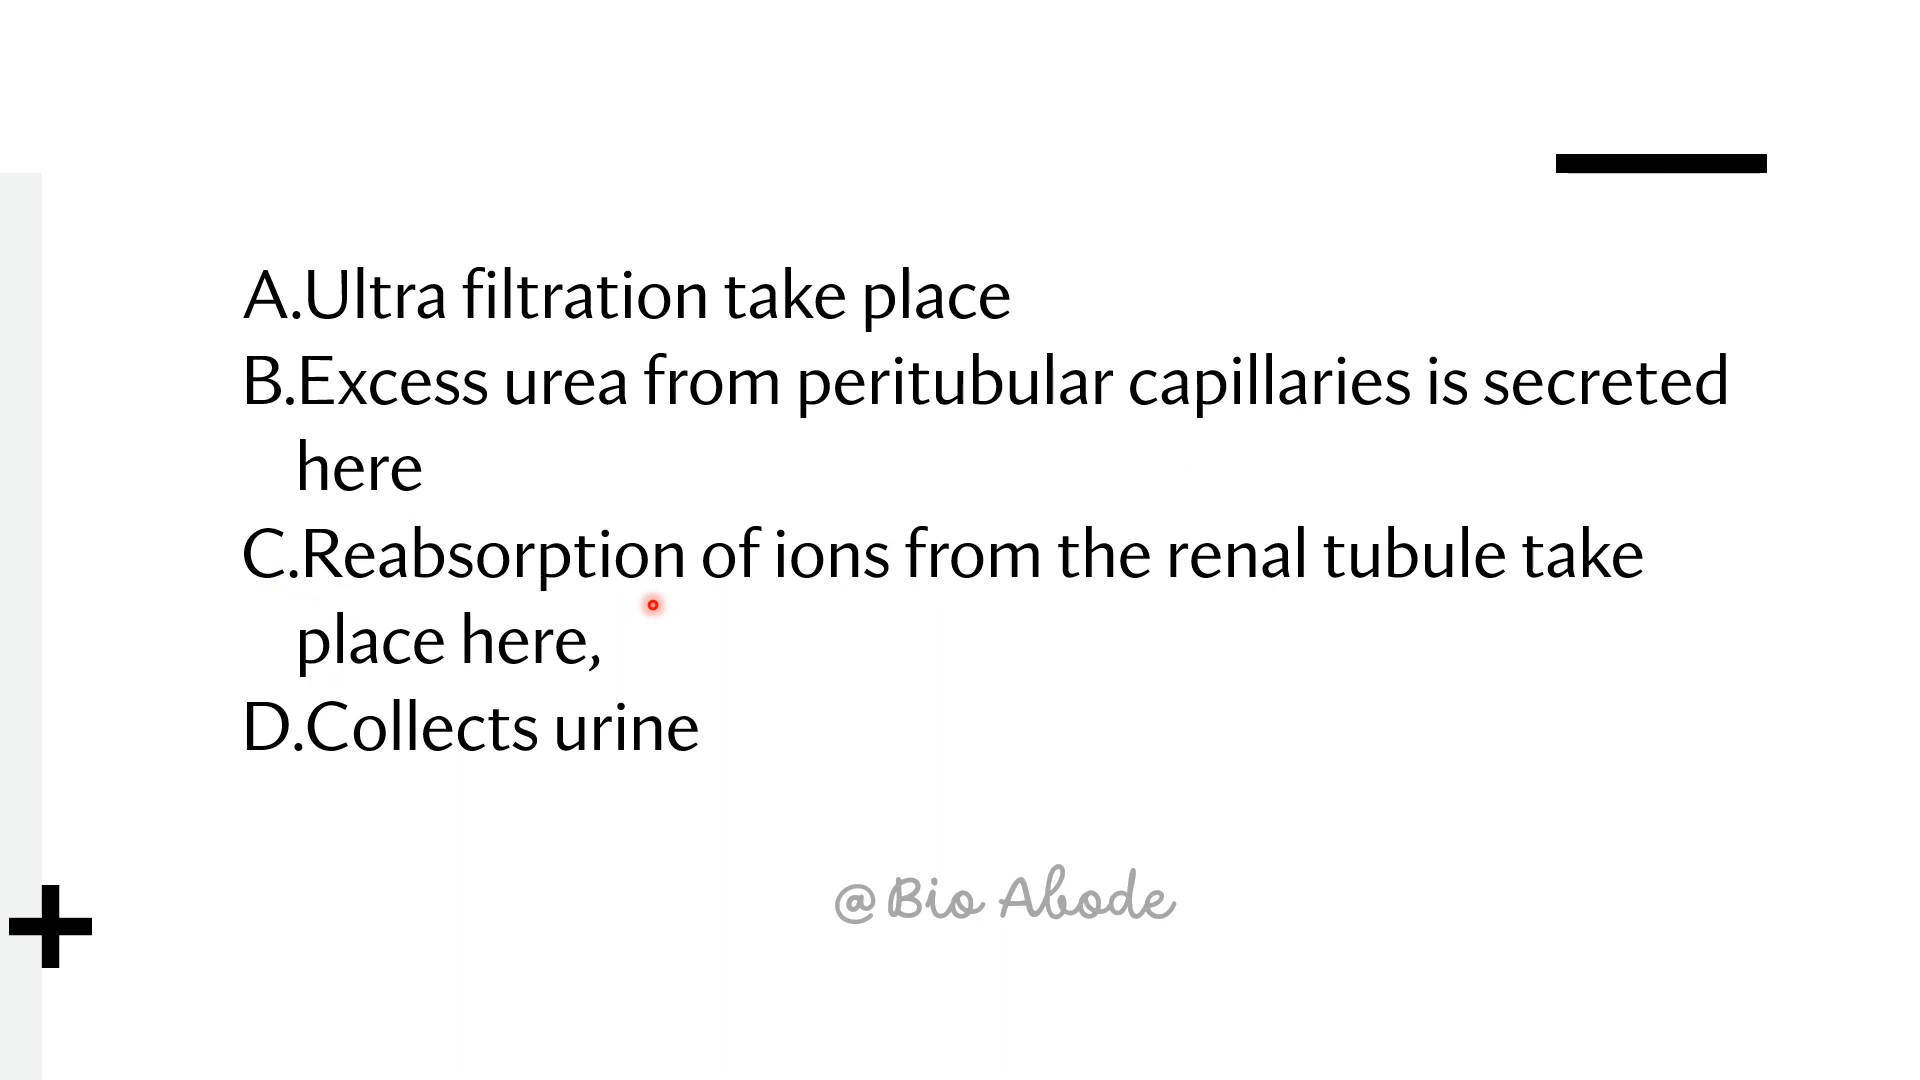 A.Ultra filtration take place
B.Excess urea from peritubular capillaries is secreted
here
C.Reabsorption of ions from the renal tubule take
place here,
D.Collects urine
@Bio Abode